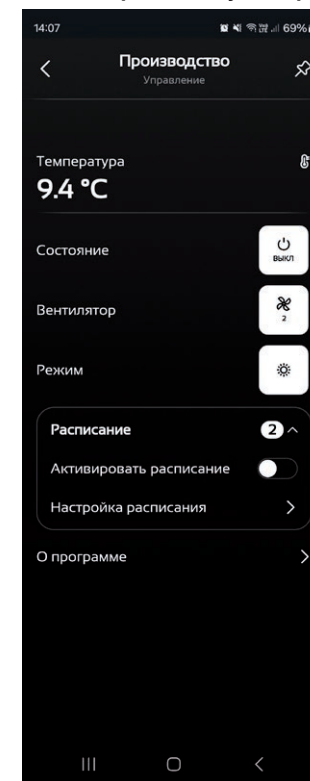 14:07 69%
Производство
Управление
Температура
9.4 °C
Состояние
ВЫКЛ
Вентилятор
2
Режим
Расписание 2
Активировать расписание
Настройка расписания
О программе